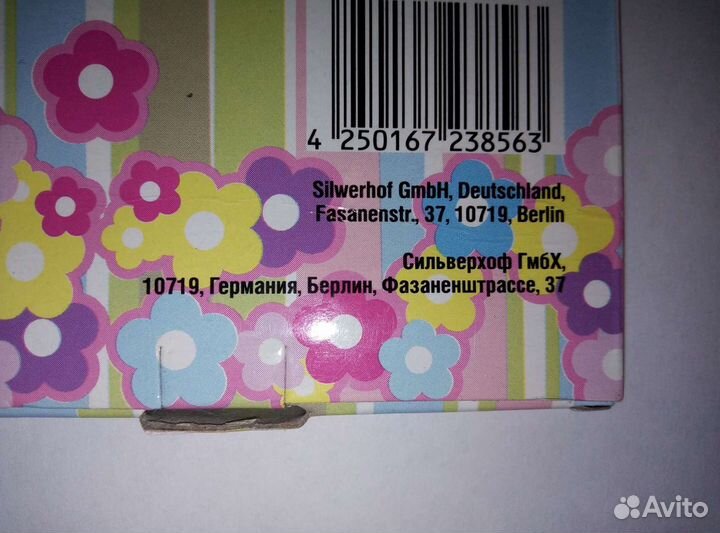 4 250167 238563
Silwerhof GmbH, Deutschland,
Fasanenstr., 37, 10719, Berlin
Сильверхоф ГмбХ,
10719, Германия, Берлин, Фазаненштрассе, 37
Avito